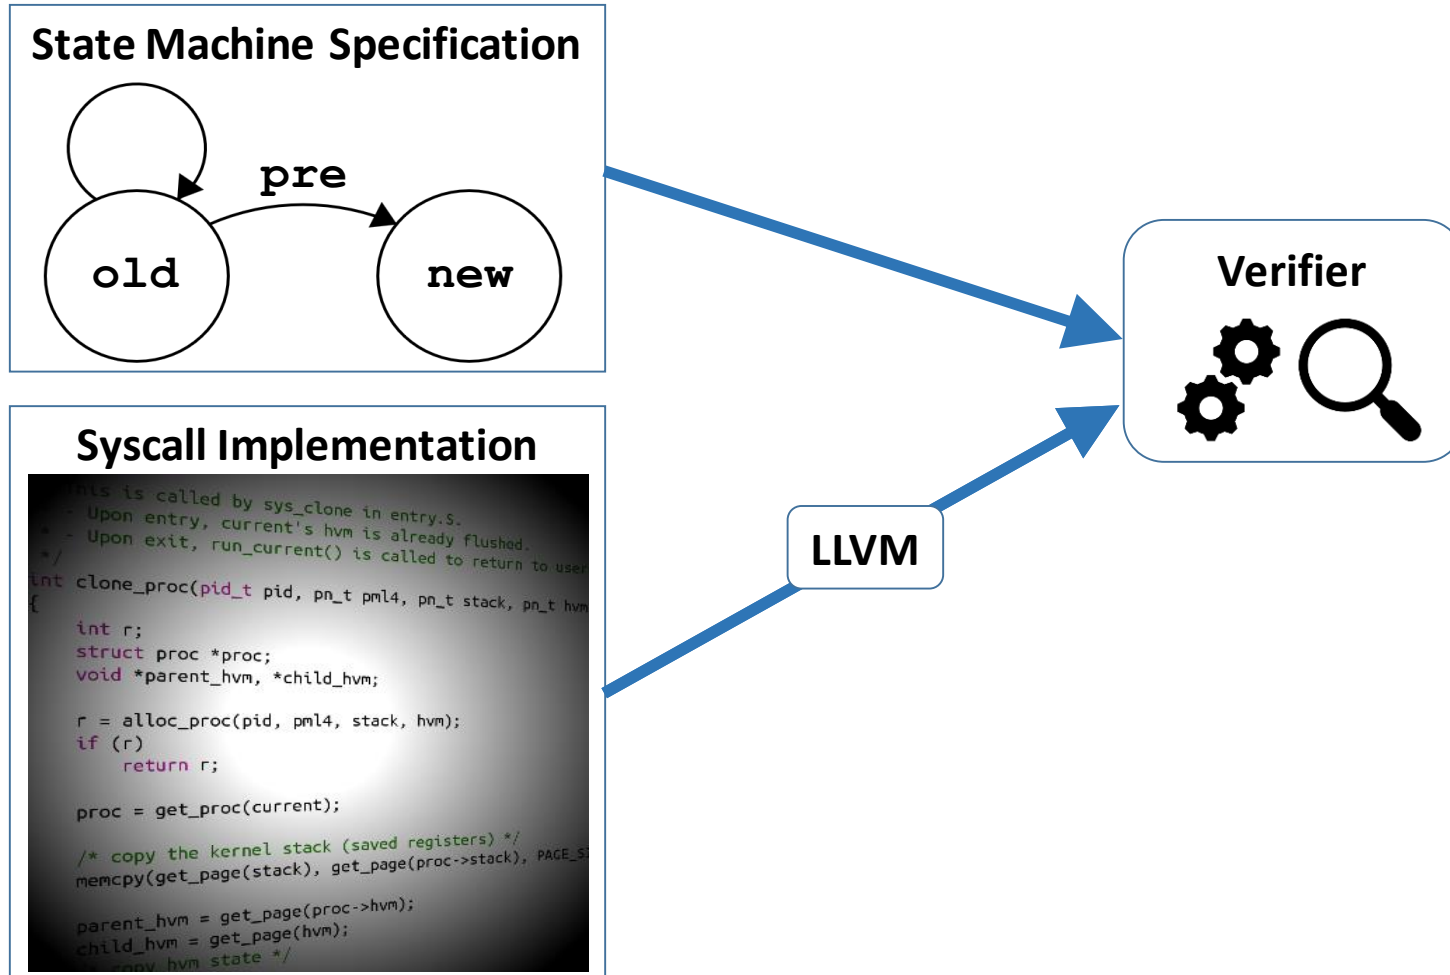 State Machine Specification
pre
old
new
Verifier
Syscall Implementation
This is called by sys_clone in entry.S.
- Upon entry, current's hvm is already flushed.
* - Upon exit, run_current() is called to return to user
*/
int clone_proc(pid_t pid, pn_t pml4, pn_t stack, pn_t hvm
{
int r;
struct proc *proc;
void *parent_hvm, *child_hvm;
r = alloc_proc(pid, pml4, stack, hvm);
if (r)
return r;
proc = get_proc(current);
/* copy the kernel stack (saved registers) */
memcpy(get_page(stack), get_page(proc->stack), PAGE_SI
parent_hvm = get_page(proc->hvm);
child_hvm = get_page(hvm);
copy hvm state */
LLVM